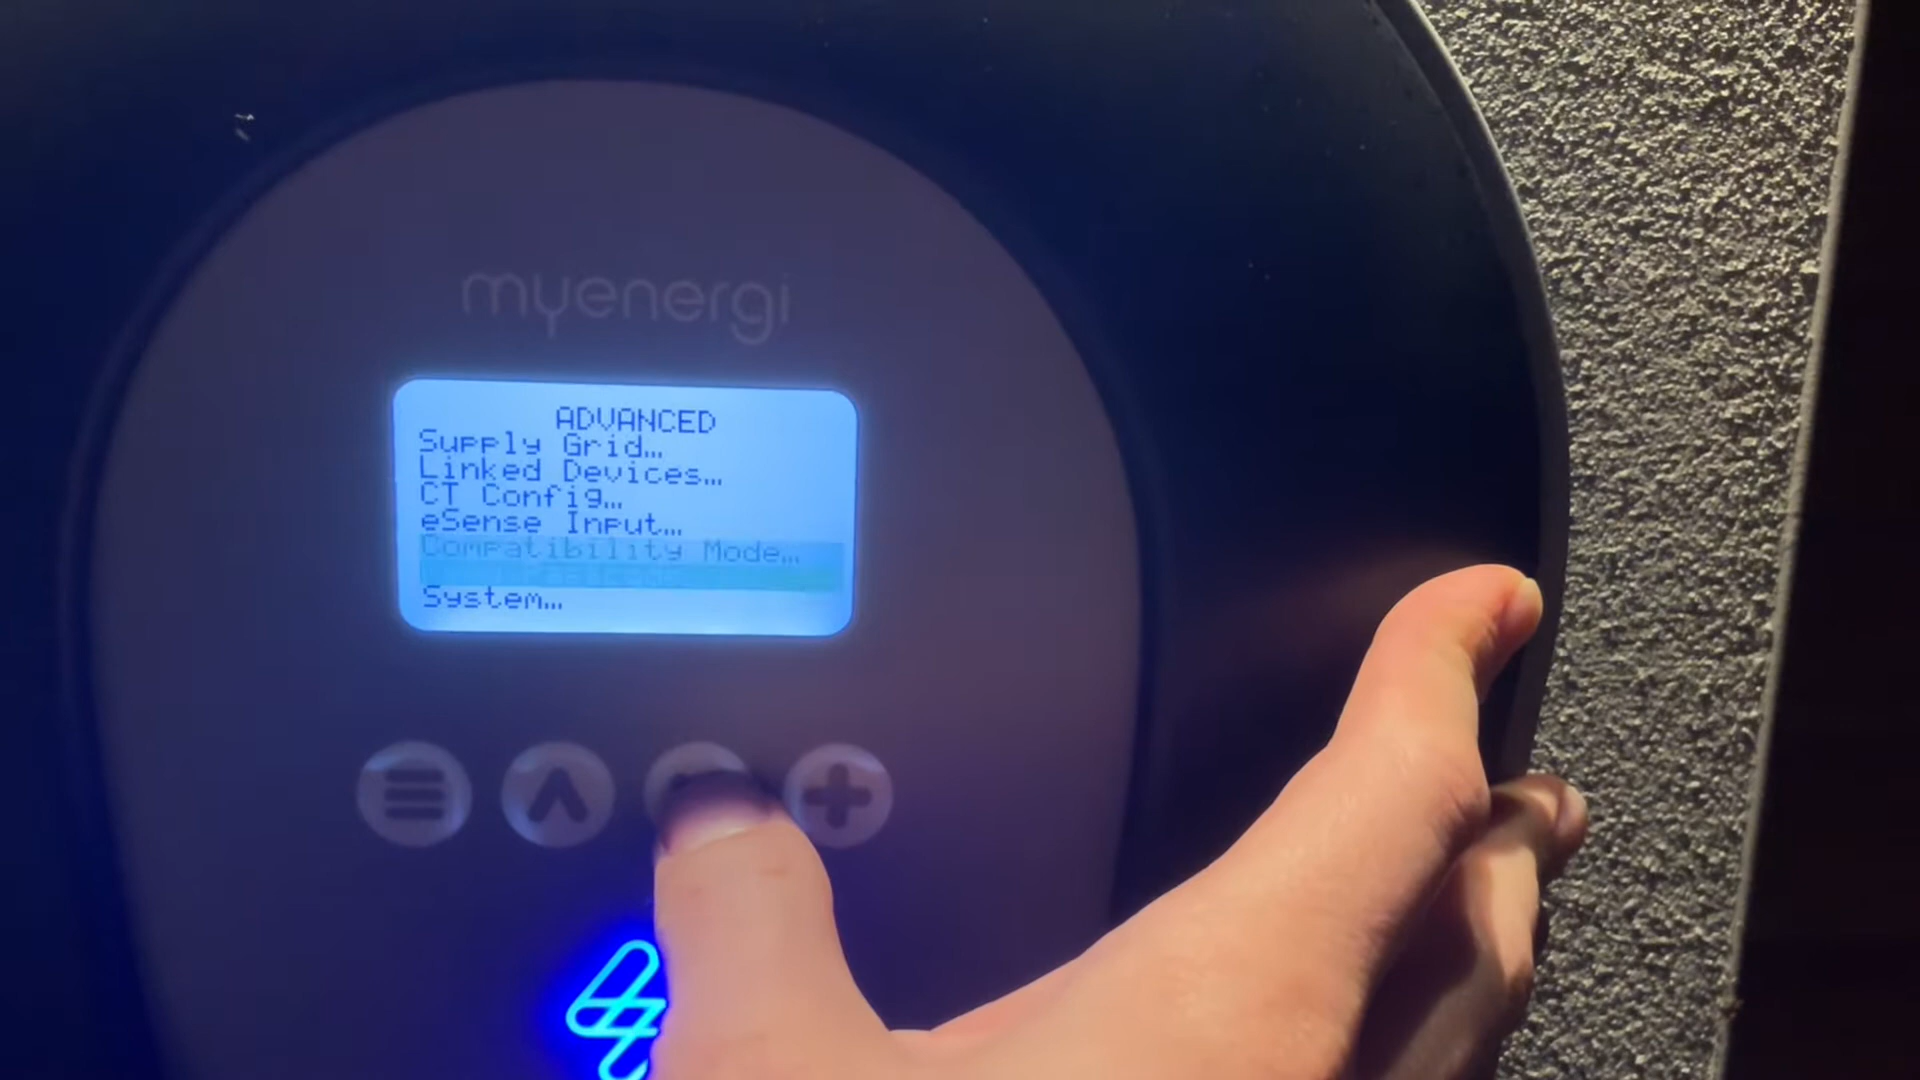 myenergi
ADVANCED
Supply Grid...
Linked Devices...
CT Config...
eSense Input...
Compatibility Mode...
System...